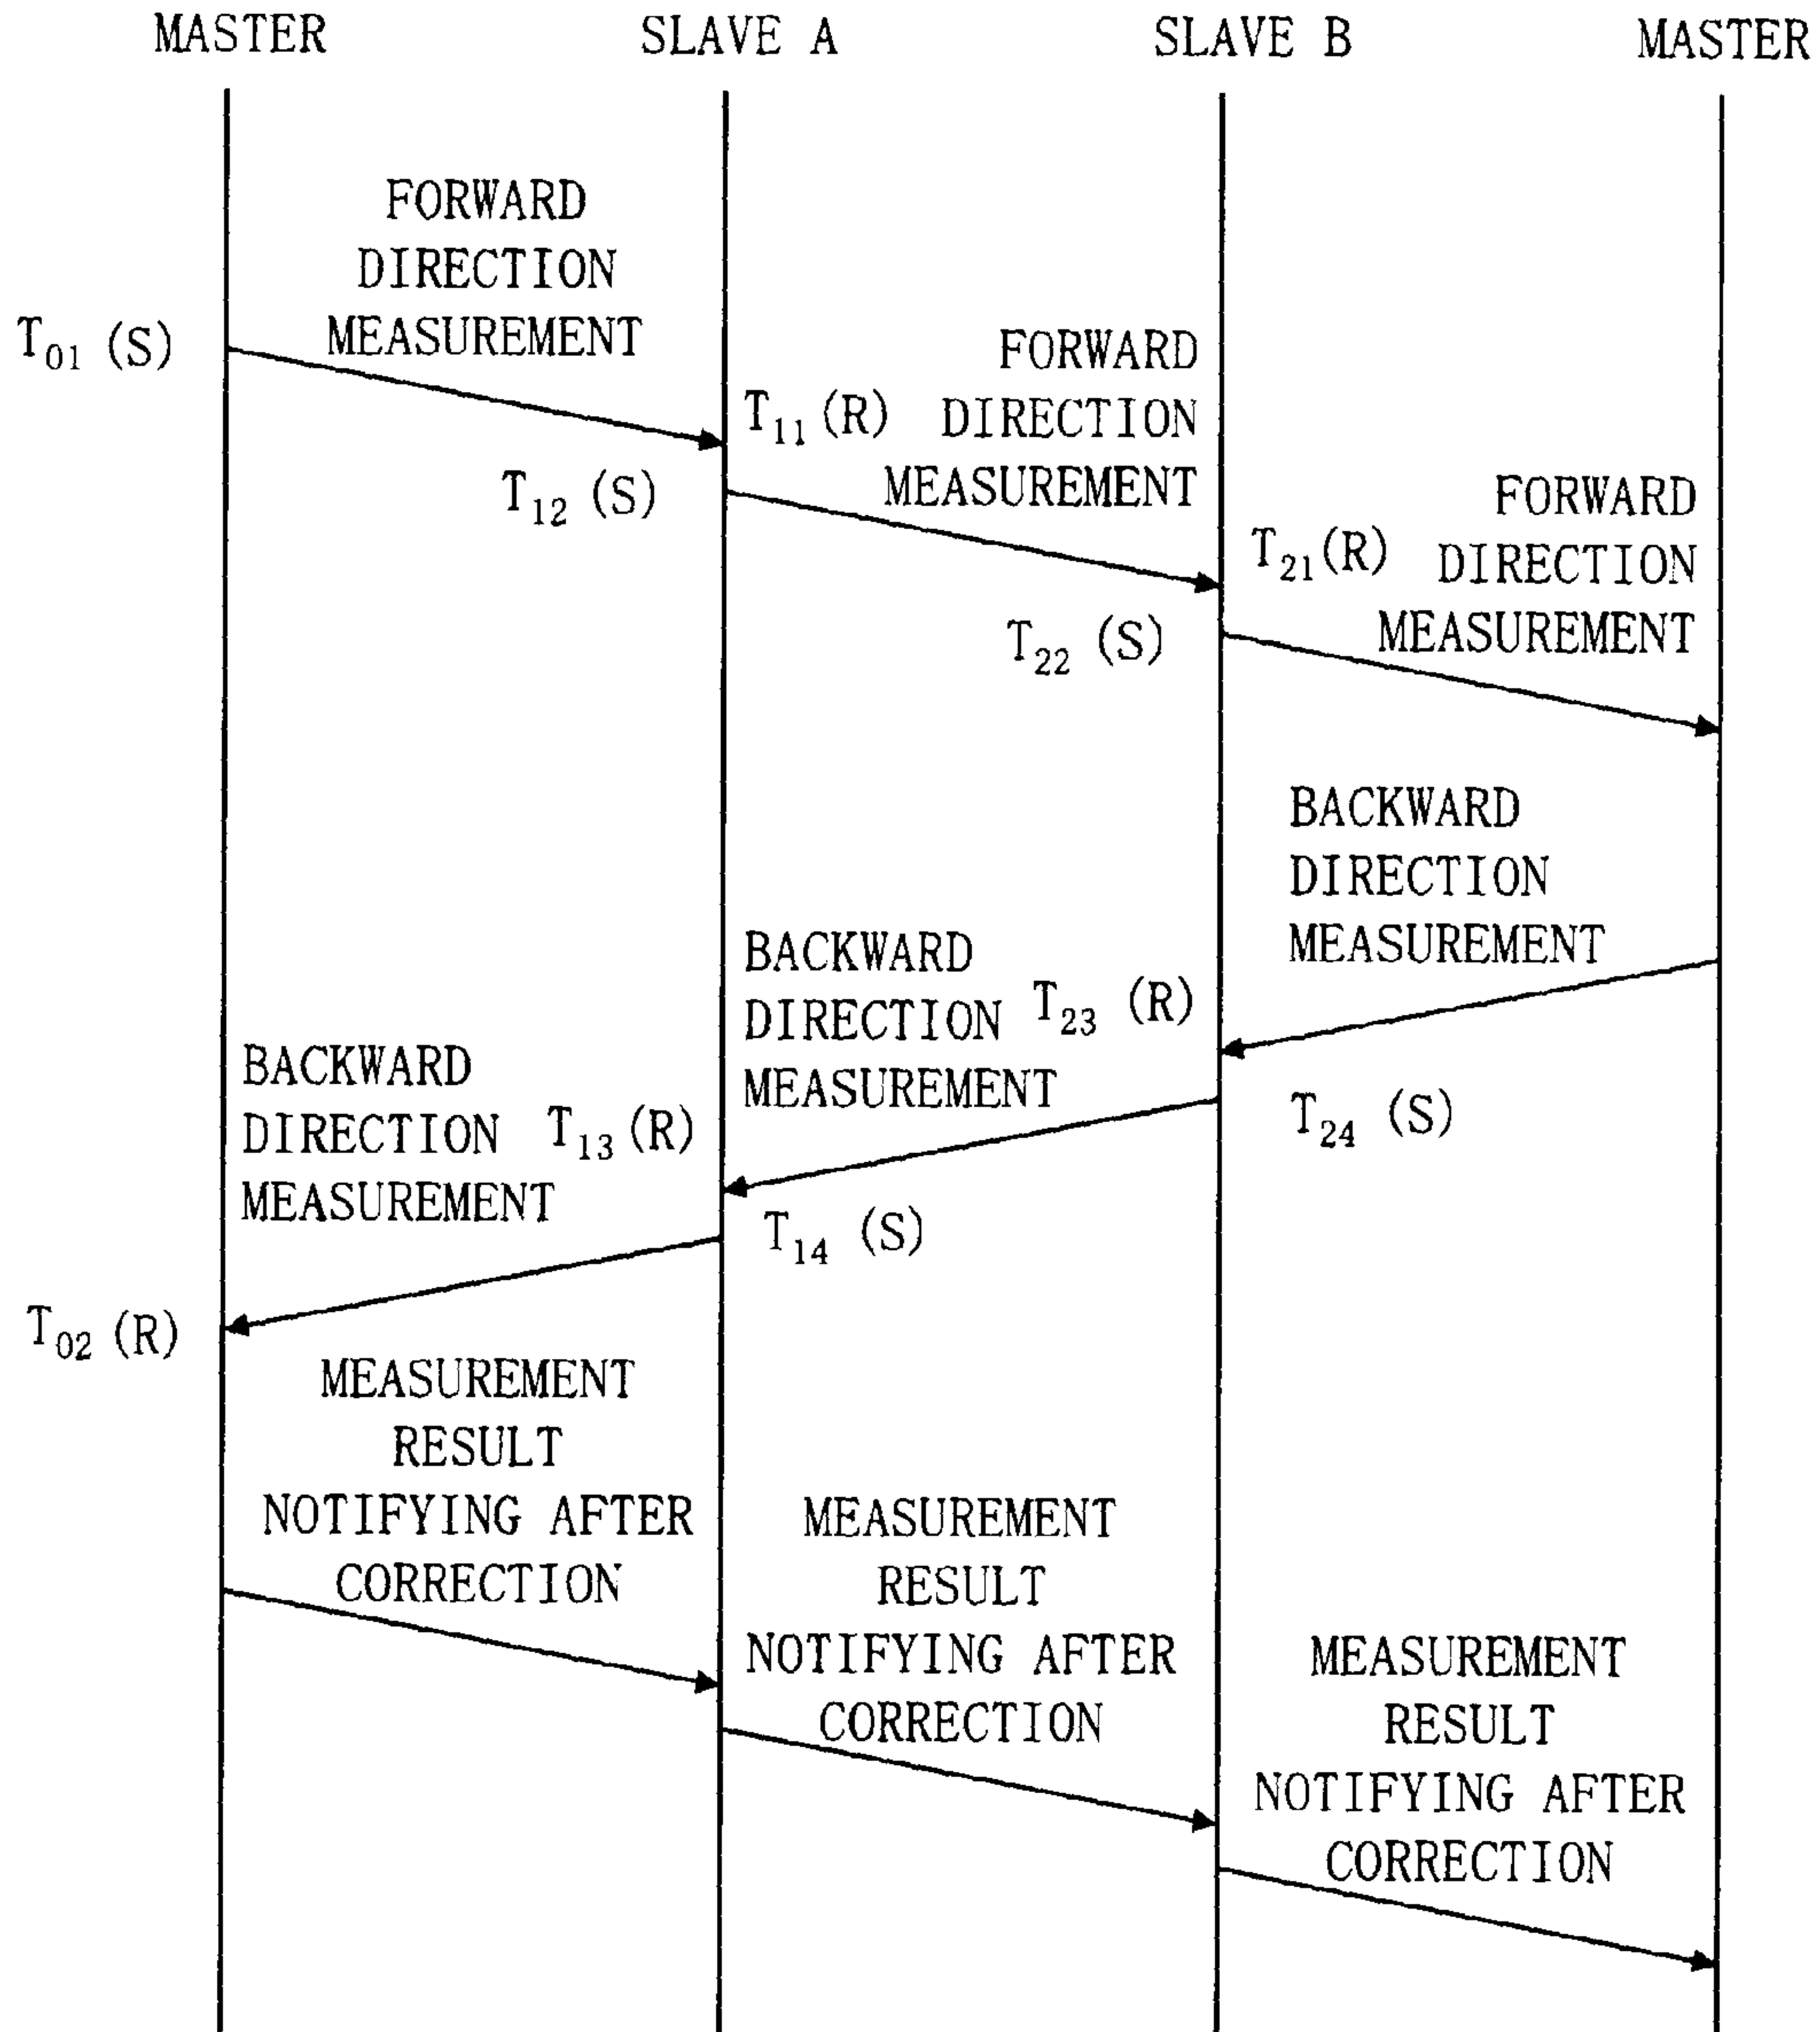 MASTER
SLAVE A
SLAVE B
MASTER
FORWARD
DIRECTION
MEASUREMENT
T01 (S)
T11 (R)
FORWARD
DIRECTION
MEASUREMENT
T12 (S)
T21 (R)
FORWARD
DIRECTION
MEASUREMENT
T22 (S)
BACKWARD
DIRECTION
MEASUREMENT
T23 (R)
BACKWARD
DIRECTION
MEASUREMENT
T24 (S)
BACKWARD
DIRECTION
MEASUREMENT
T13 (R)
T14 (S)
T02 (R)
MEASUREMENT
RESULT
NOTIFYING AFTER
CORRECTION
MEASUREMENT
RESULT
NOTIFYING AFTER
CORRECTION
MEASUREMENT
RESULT
NOTIFYING AFTER
CORRECTION